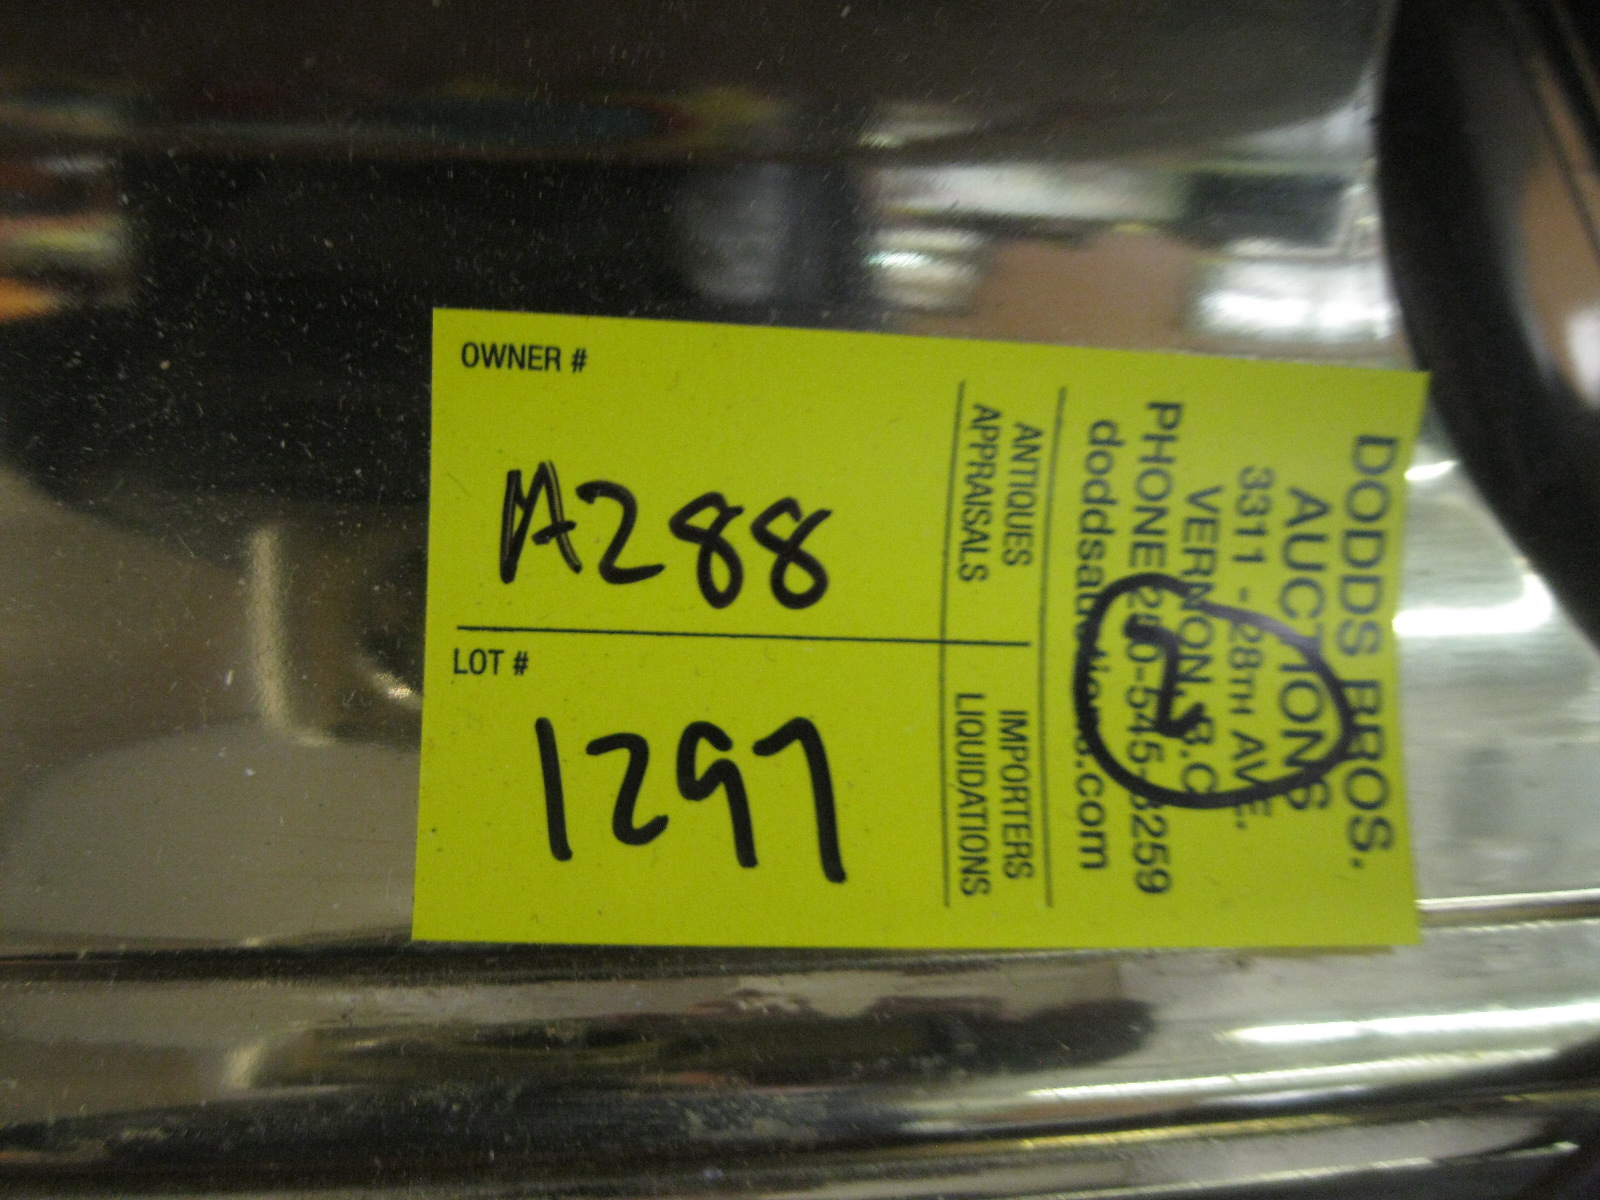 OWNER #
A288
LOT #
1297
DODDS BROS.
AUCTIONS
3311 - 28TH AVE.
VERNON, B.C.
PHONE 250-545-3259
doddsauctions.com
ANTIQUES IMPORTERS
APPRAISALS LIQUIDATIONS
2